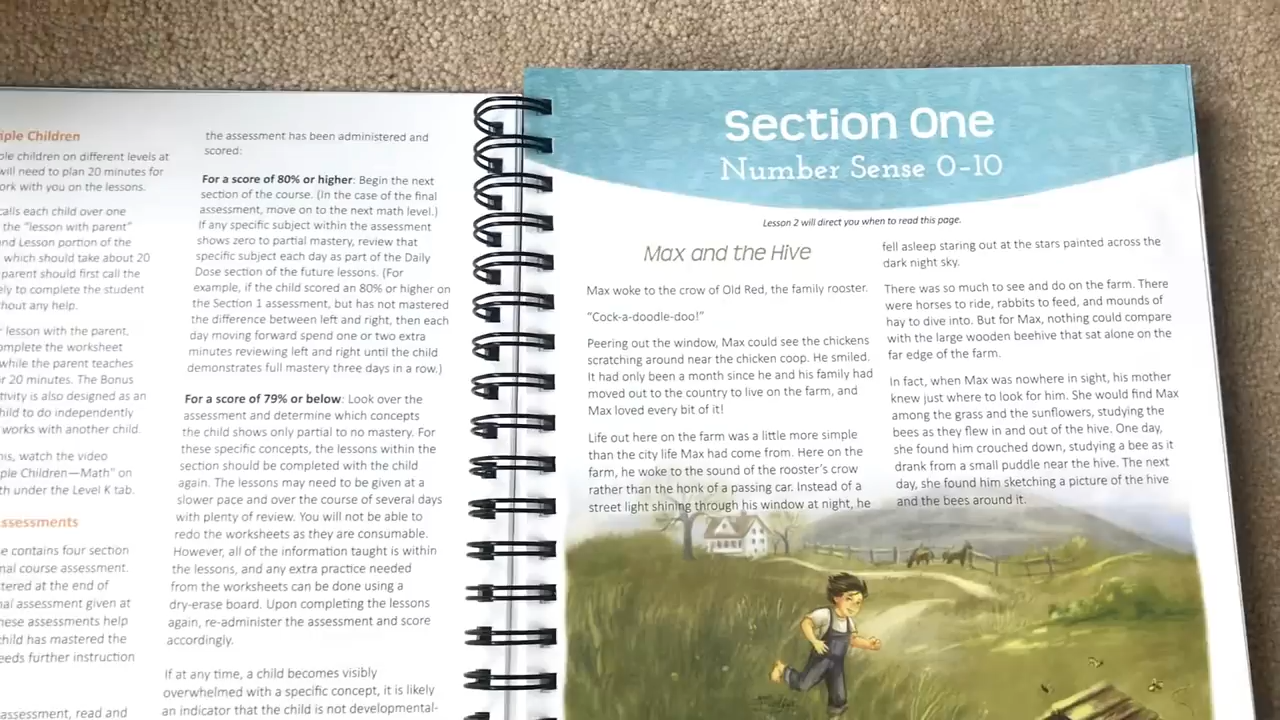 Children
children on different levels at
will need to plan 20 minutes for
work with you on the lessons.
calls each child over one
the "lesson with parent"
and Lesson portion of the
which should take about 20
parent should first call the
to complete the student
without any help.
lesson with the parent,
complete the worksheet
while the parent teaches
20 minutes. The Bonus
is also designed as an
child to do independently
works with another child.
watch the video
Children—Math" on
under the Level K tab.
Assessments
contains four section
final course assessment.
at the end of
assessment given at
These assessments help
child has mastered the
needs further instruction
assessment, read and
the assessment has been administered and
scored:
For a score of 80% or higher: Begin the next
section of the course. (In the case of the final
assessment, move on to the next math level.)
If any specific subject within the assessment
shows zero to partial mastery, review that
specific subject each day as part of the Daily
Dose section of the future lessons. (For
example, if the child scored an 80% or higher on
the Section 1 assessment, but has not mastered
the difference between left and right, then each
day moving forward spend one or two extra
minutes reviewing left and right until the child
demonstrates full mastery three days in a row.)
For a score of 79% or below: Look over the
assessment and determine which concepts
the child shows only partial to no mastery. For
these specific concepts, the lessons within the
section should be completed with the child
again. The lessons may need to be given at a
slower pace and over the course of several days
with plenty of review. You will not be able to
redo the worksheets as they are consumable.
However, all of the information taught is within
the lessons, and any extra practice needed
from the worksheets can be done using a
dry-erase board. Upon completing the lessons
again, re-administer the assessment and score
accordingly.
If at any time, a child becomes visibly
overwhelmed with a specific concept, it is likely
an indicator that the child is not developmental-
Section One
Number Sense 0-10
Lesson 2 will direct you when to read this page.
Max and the Hive
Max woke to the crow of Old Red, the family rooster.
"Cock-a-doodle-doo!"
Peering out the window, Max could see the chickens
scratching around near the chicken coop. He smiled.
It had only been a month since he and his family had
moved out to the country to live on the farm, and
Max loved every bit of it!
Life out here on the farm was a little more simple
than the city life Max had come from. Here on the
farm, he woke to the sound of the rooster's crow
rather than the honk of a passing car. Instead of a
street light shining through his window at night, he
fell asleep staring out at the stars painted across the
dark night sky.
There was so much to see and do on the farm. There
were horses to ride, rabbits to feed, and mounds of
hay to dive into. But for Max, nothing could compare
with the large wooden beehive that sat alone on the
far edge of the farm.
In fact, when Max was nowhere in sight, his mother
knew just where to look for him. She would find Max
among the grass and the sunflowers, studying the
bees as they flew in and out of the hive. One day,
she found him crouched down, studying a bee as it
drank from a small puddle near the hive. The next
day, she found him sketching a picture of the hive
and the bees around it.